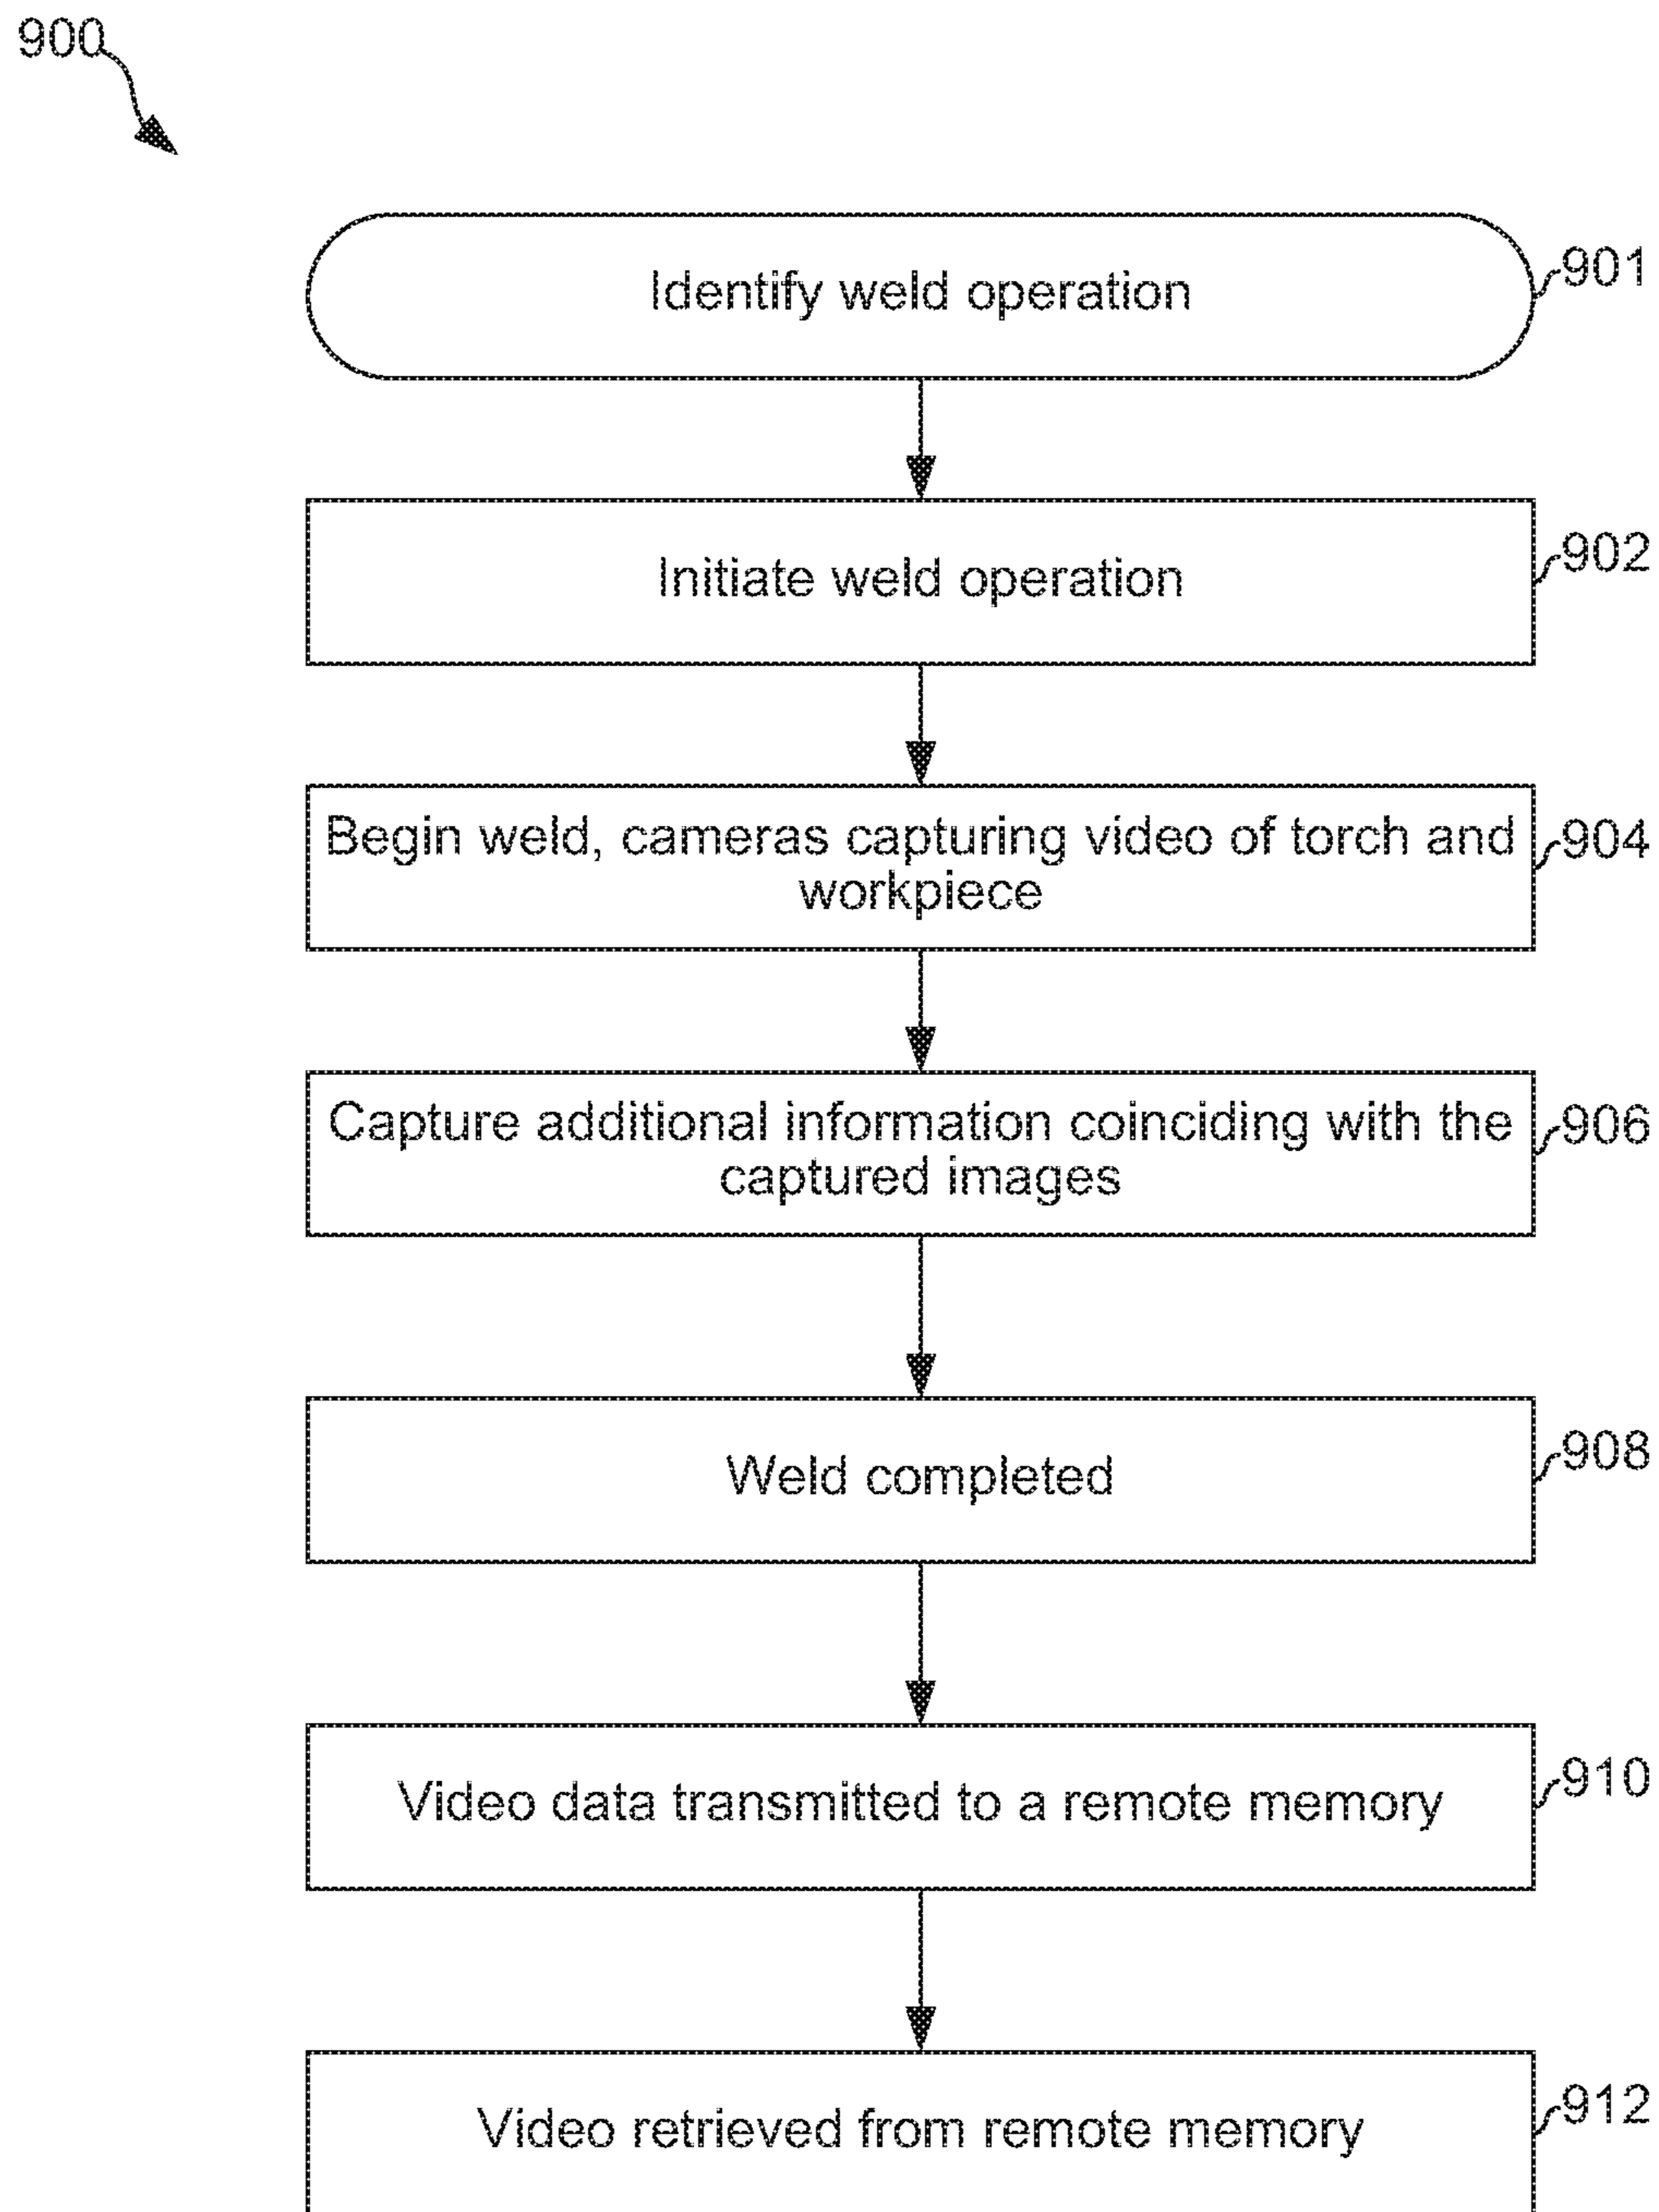 900
Identify weld operation
901
Initiate weld operation
902
Begin weld, cameras capturing video of torch and
workpiece
904
Capture additional information coinciding with the
captured images
906
Weld completed
908
Video data transmitted to a remote memory
910
Video retrieved from remote memory
912